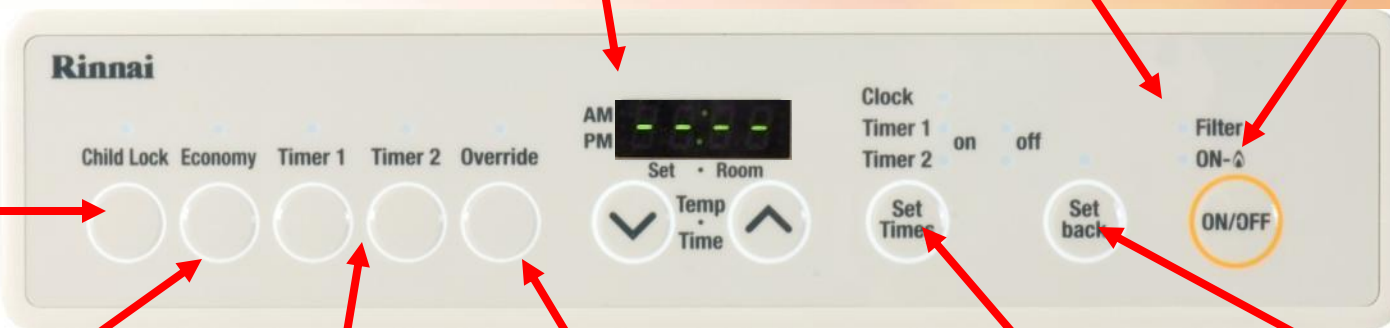 Rinnai
Child Lock Economy Timer 1 Timer 2 Override
AM
PM
- -:- -
Set · Room
Temp
·
Time
Clock
Timer 1
Timer 2
on off
Set
Times
Set
back
Filter
ON-
ON/OFF